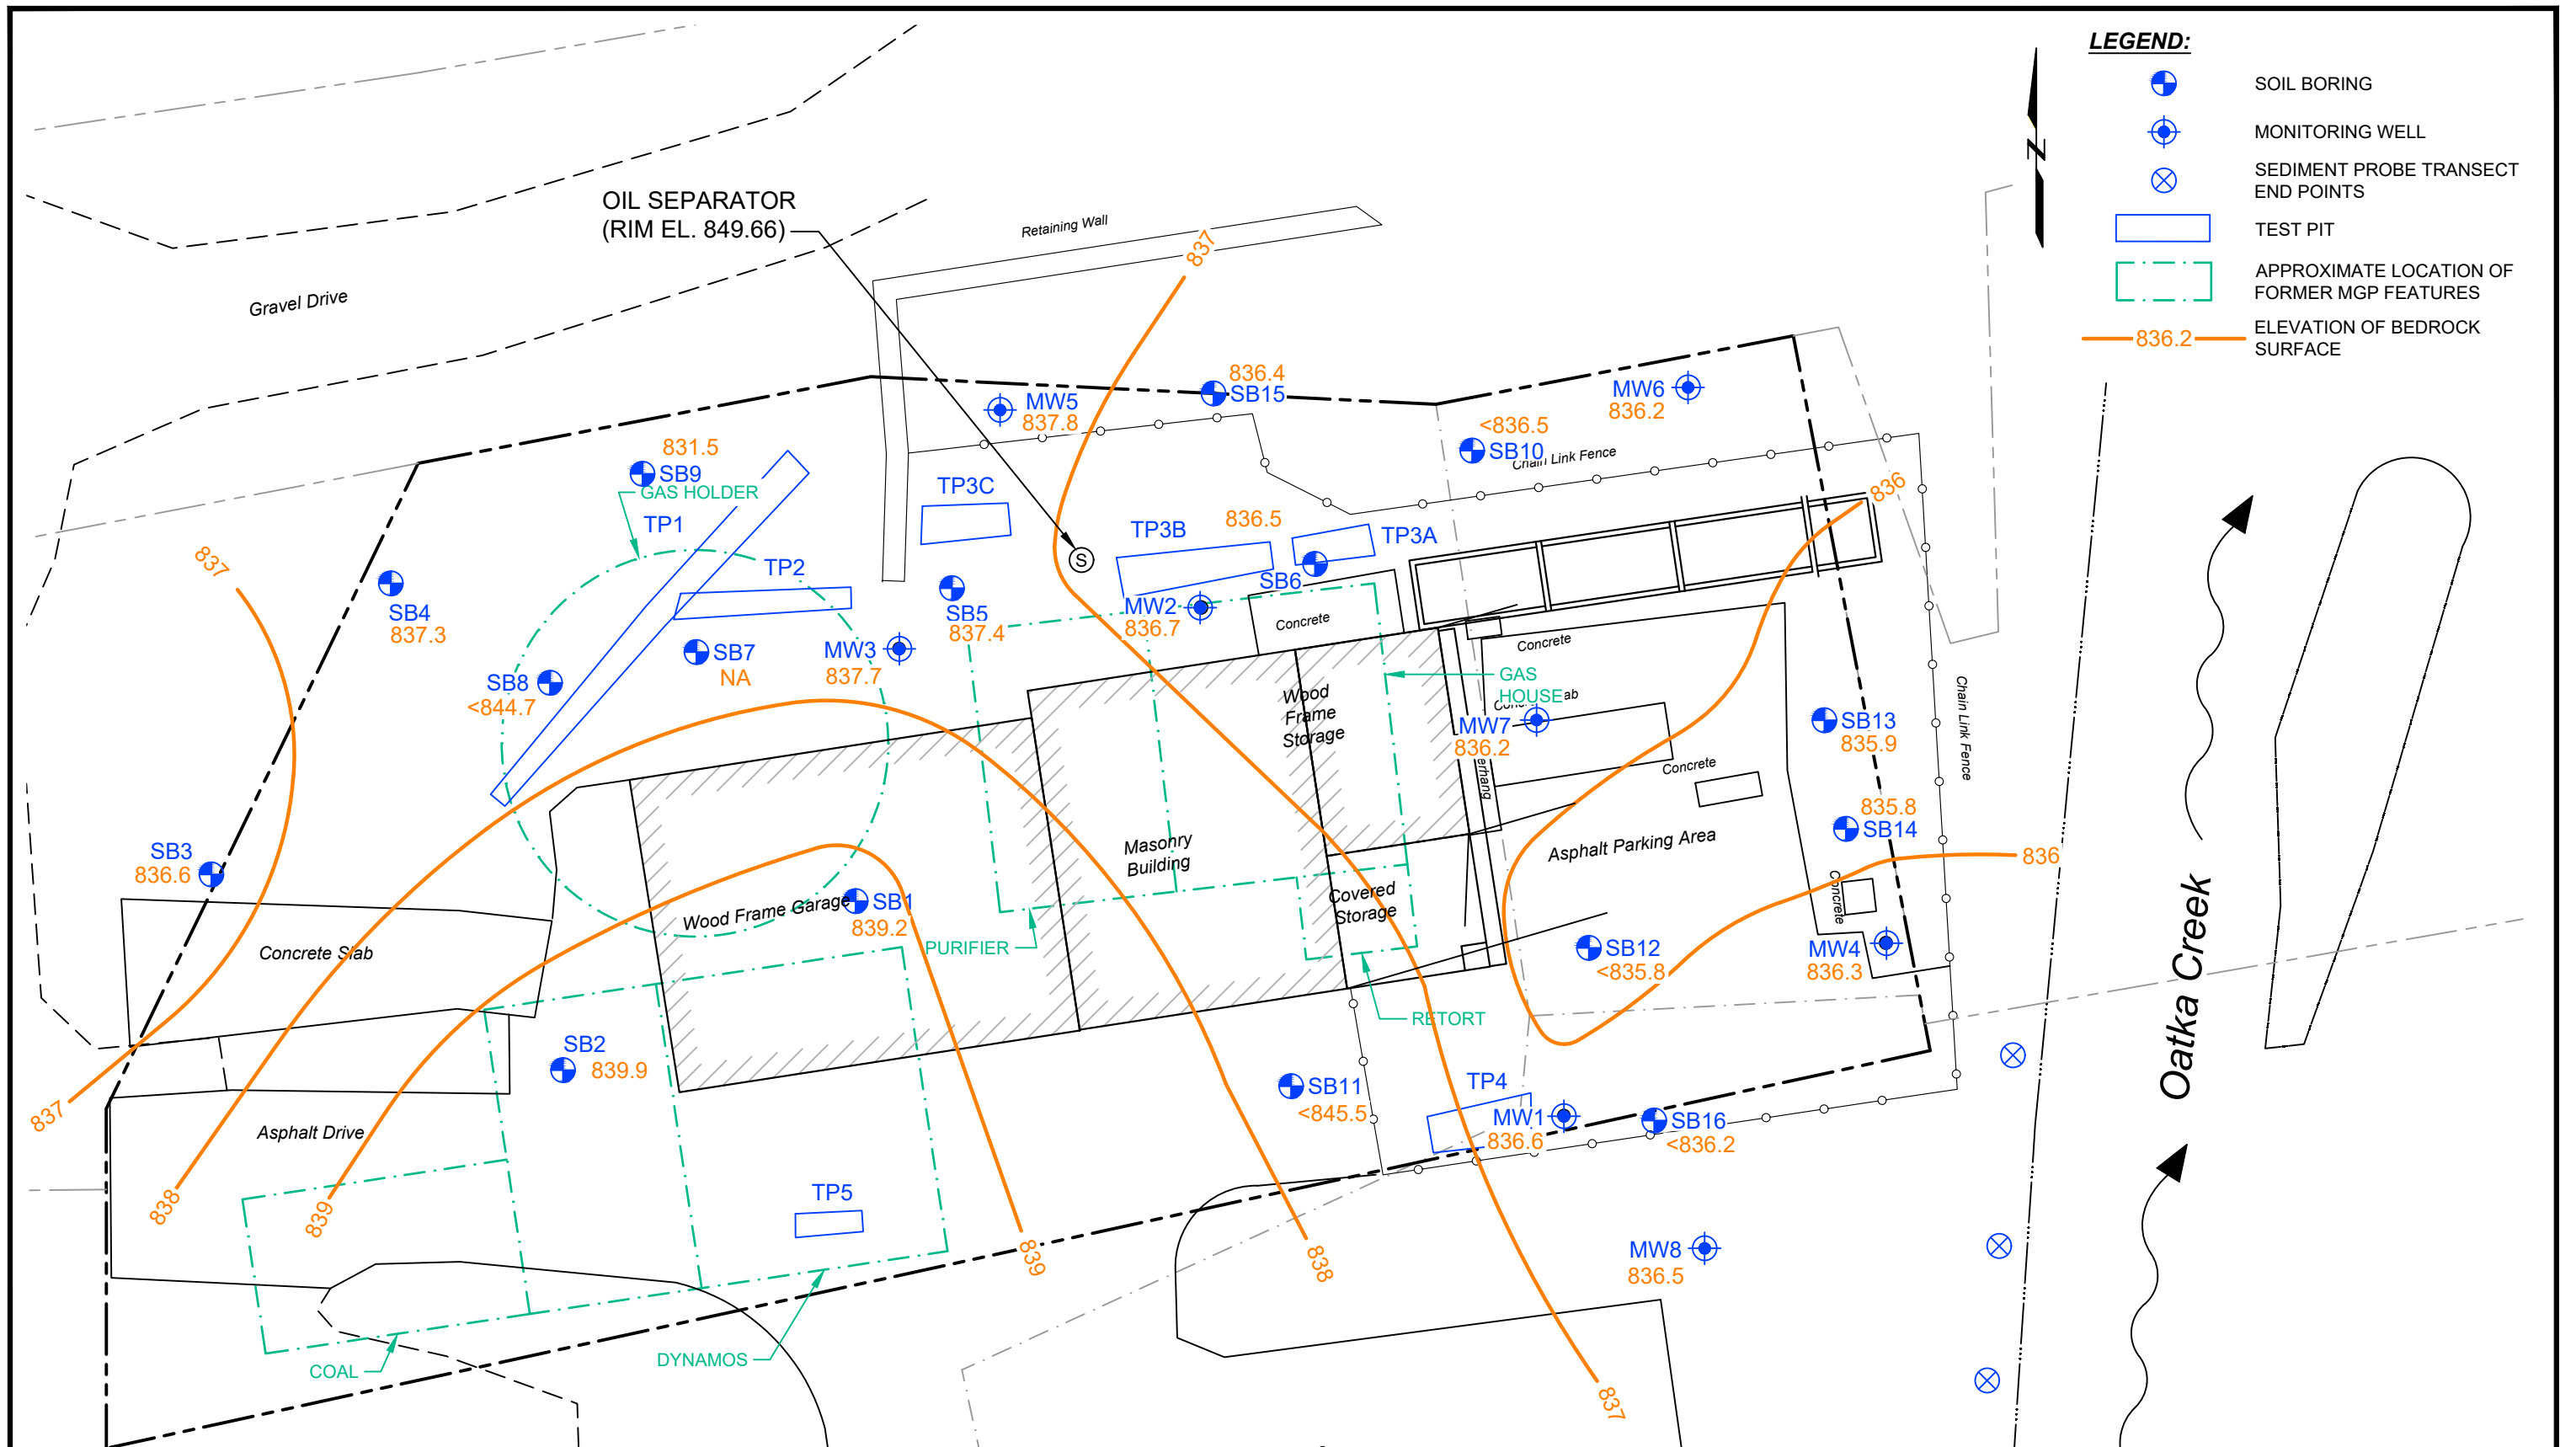 LEGEND:
SOIL BORING
MONITORING WELL
SEDIMENT PROBE TRANSECT
END POINTS
TEST PIT
APPROXIMATE LOCATION OF
FORMER MGP FEATURES
836.2
ELEVATION OF BEDROCK
SURFACE
N
OIL SEPARATOR
(RIM EL. 849.66)
Retaining Wall
837
Gravel Drive
836.4
SB15
MW5
837.8
MW6
836.2
<836.5
SB10
Chain Link Fence
831.5
SB9
GAS HOLDER
TP1
TP3C
TP3B
836.5
TP3A
836
S
837
SB4
837.3
TP2
SB5
837.4
SB6
MW2
836.7
Concrete
Concrete
SB7
NA
MW3
837.7
SB8
<844.7
GAS
HOUSE
Wood
Frame
Storage
MW7
836.2
SB13
835.9
Chain Link Fence
Concrete
835.8
SB14
Masonry
Building
Asphalt Parking Area
836
SB3
836.6
Wood Frame Garage
SB1
839.2
Covered
Storage
Concrete
Concrete Slab
PURIFIER
SB12
<835.8
MW4
836.3
RETORT
Oatka Creek
SB2
839.9
SB11
<845.5
TP4
MW1
836.6
SB16
<836.2
837
Asphalt Drive
838
839
TP5
839
838
MW8
836.5
COAL
DYNAMOS
837